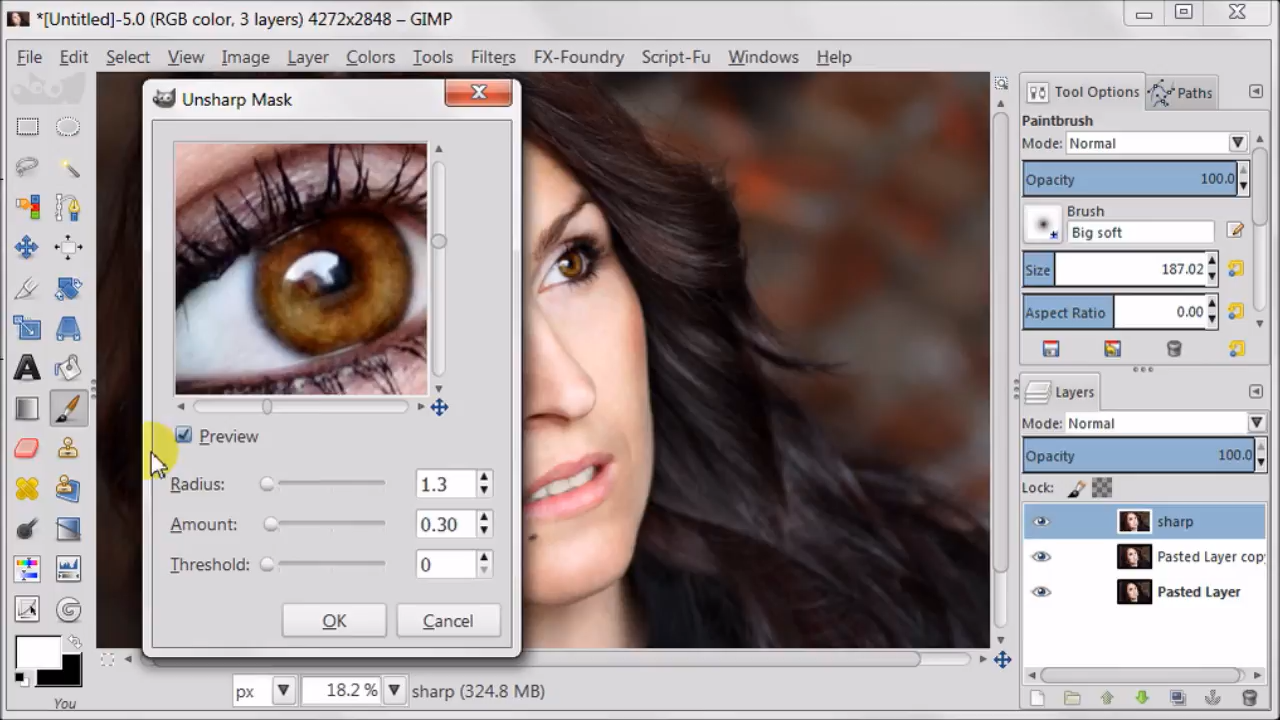 *[Untitled]-5.0 (RGB color, 3 layers) 4272x2848 – GIMP
File Edit Select View Image Layer Colors Tools Filters FX-Foundry Script-Fu Windows Help
Unsharp Mask
Preview
Radius: 1.3
Amount: 0.30
Threshold: 0
OK Cancel
Tool Options Paths
Paintbrush
Mode: Normal
Opacity 100.0
Brush
Big soft
Size 187.02
Aspect Ratio 0.00
Layers
Mode: Normal
Opacity 100.0
Lock:
sharp
Pasted Layer copy
Pasted Layer
You
px 18.2 % sharp (324.8 MB)